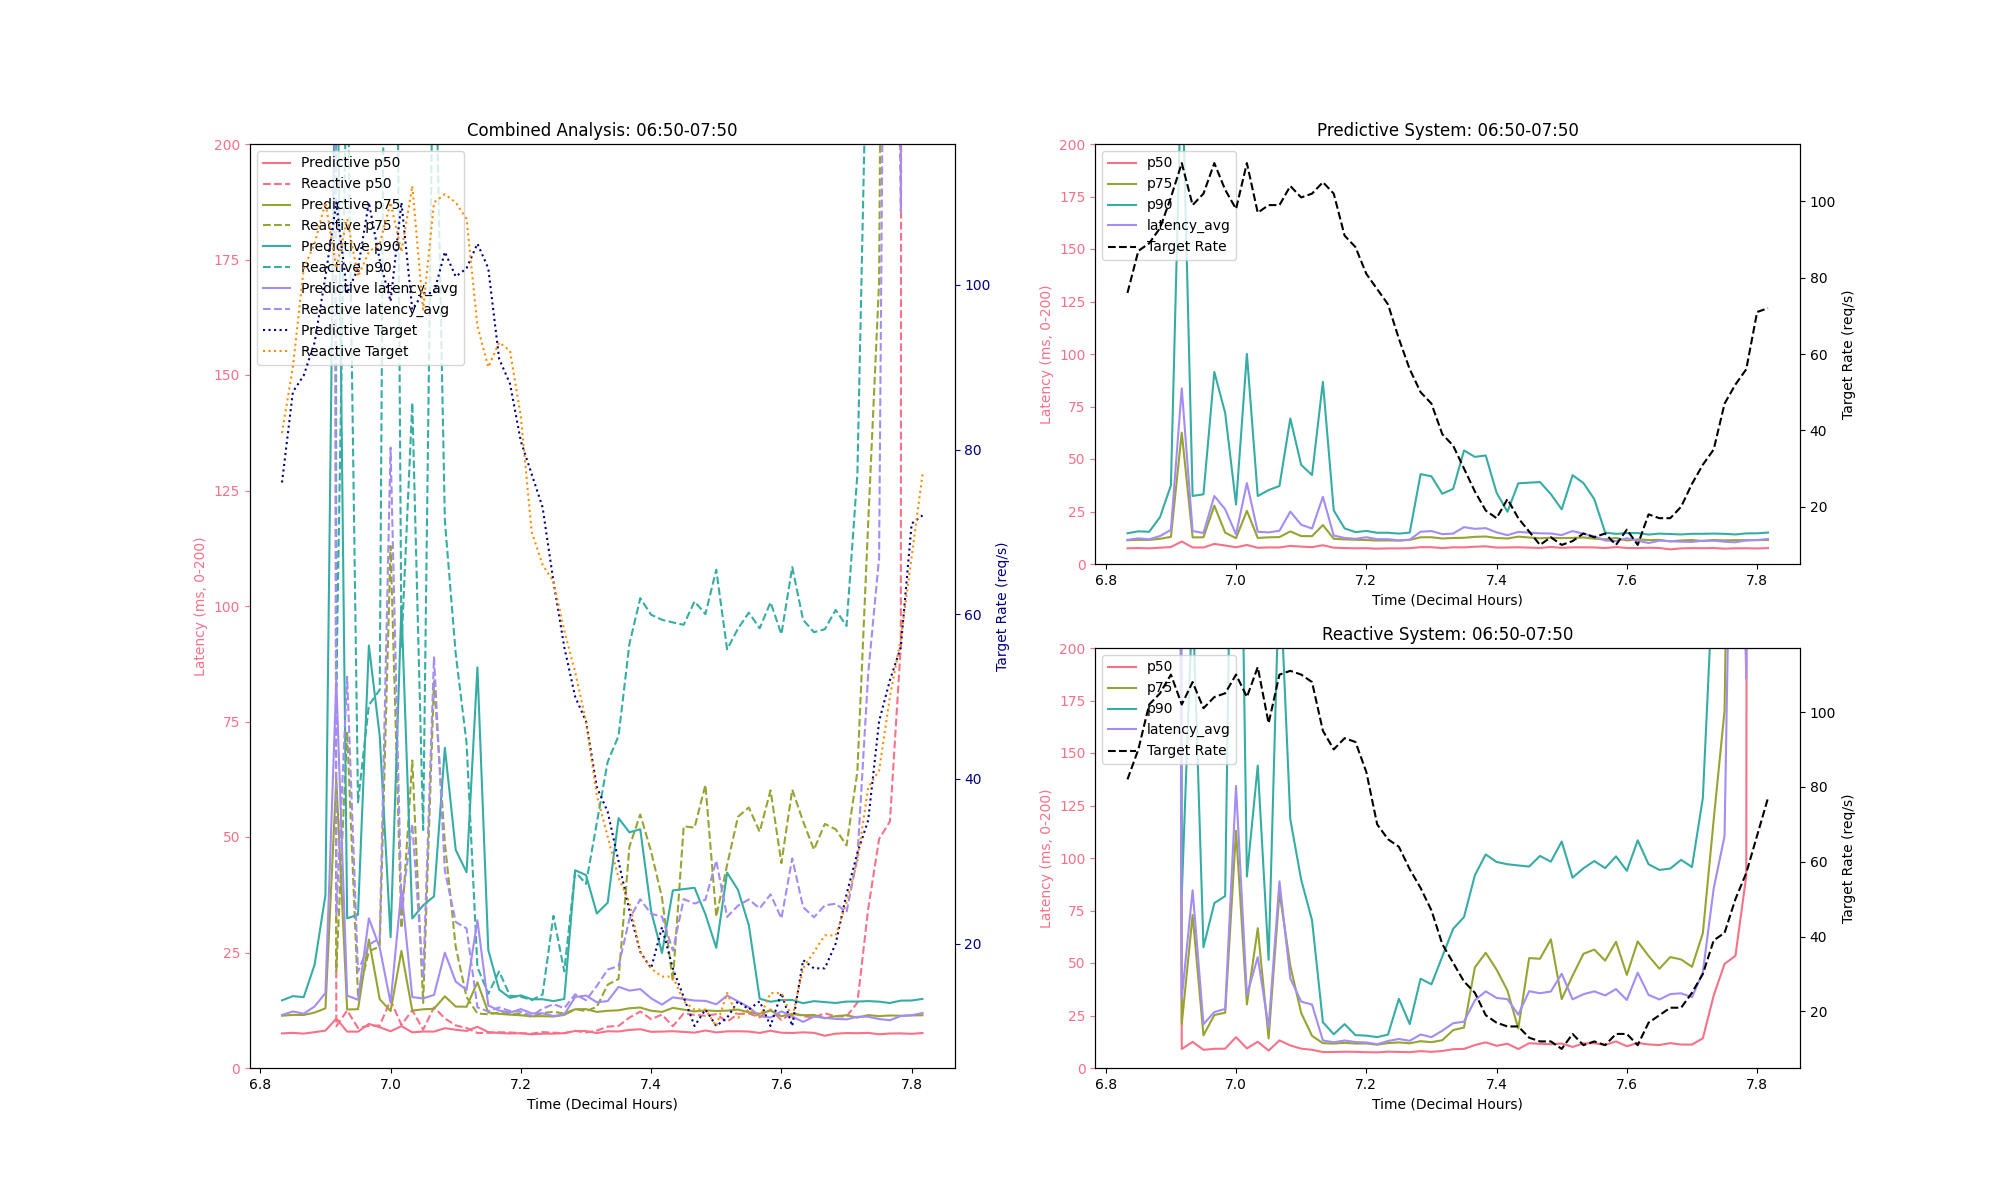 Combined Analysis: 06:50-07:50
200
175
150
125
100
75
50
25
0
Latency (ms, 0-200)
Predictive p50
Reactive p50
Predictive p75
Reactive p75
Predictive p90
Reactive p90
Predictive latency_avg
Reactive latency_avg
Predictive Target
Reactive Target
100
80
60
40
20
Target Rate (req/s)
6.8 7.0 7.2 7.4 7.6 7.8
Time (Decimal Hours)
Predictive System: 06:50-07:50
200
175
150
125
100
75
50
25
0
Latency (ms, 0-200)
p50
p75
p90
latency_avg
Target Rate
100
80
60
40
20
Target Rate (req/s)
6.8 7.0 7.2 7.4 7.6 7.8
Time (Decimal Hours)
Reactive System: 06:50-07:50
200
175
150
125
100
75
50
25
0
Latency (ms, 0-200)
p50
p75
p90
latency_avg
Target Rate
100
80
60
40
20
Target Rate (req/s)
6.8 7.0 7.2 7.4 7.6 7.8
Time (Decimal Hours)